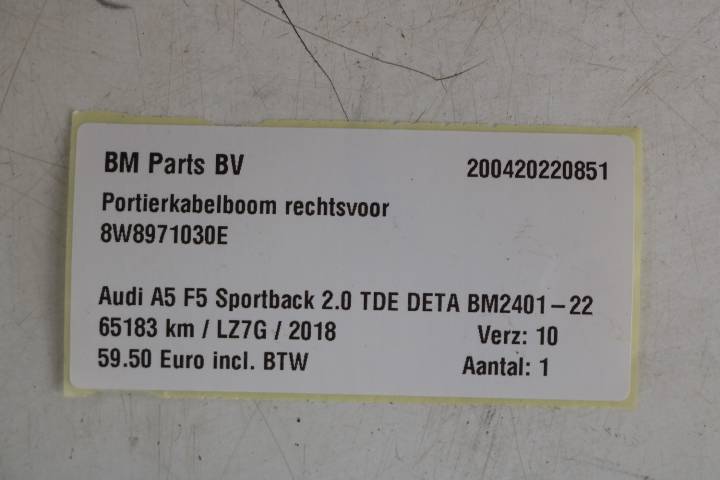 BM Parts BV 200420220851
Portierkabelboom rechtsvoor
8W8971030E
Audi A5 F5 Sportback 2.0 TDE DETA BM2401-22
65183 km / LZ7G / 2018 Verz: 10
59.50 Euro incl. BTW Aantal: 1